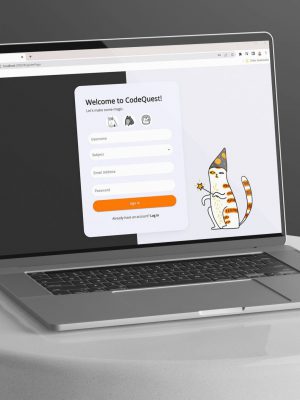 Welcome to CodeQuest!
Let's make some magic
Username
Subject
Email Address
Password
Sign in
Already have an account? Log in